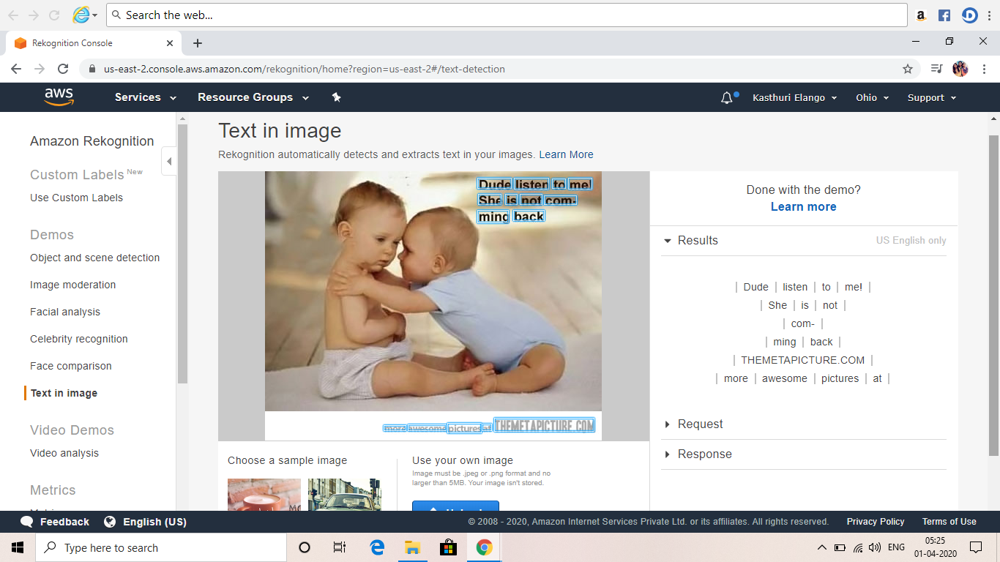 Search the web...
Rekognition Console
us-east-2.console.aws.amazon.com/rekognition/home?region=us-east-2#/text-detection
aws Services Resource Groups Kasthuri Elango Ohio Support
Amazon Rekognition
Custom Labels New
Use Custom Labels
Demos
Object and scene detection
Image moderation
Facial analysis
Celebrity recognition
Face comparison
Text in image
Video Demos
Video analysis
Metrics
Text in image
Rekognition automatically detects and extracts text in your images. Learn More
Dude listen to me!
She is not com-
ming back
more awesome pictures at THEMETAPICTURE.COM
Choose a sample image
Use your own image
Image must be .jpeg or .png format and no
larger than 5MB. Your image isn't stored.
Done with the demo?
Learn more
Results US English only
| Dude | listen | to | me! |
| She | is | not |
| com- |
| ming | back |
| THEMETAPICTURE.COM |
| more | awesome | pictures | at |
Request
Response
Feedback English (US) © 2008 - 2020, Amazon Internet Services Private Ltd. or its affiliates. All rights reserved. Privacy Policy Terms of Use
Type here to search
ENG
05:25
01-04-2020